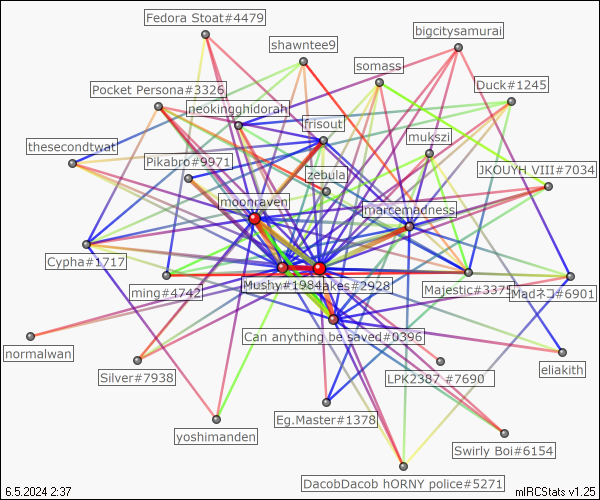 Fedora Stoat#4479
bigcitysamurai
shawntee9
somass
Duck#1245
Pocket Persona#3326
neokingghidorah
frisout
mukszi
thesecondtwat
Pikabro#9971
zebula
JKOUYH_III#7034
moonraven
marcemadness
Cypha#1717
ming#4742
Mushy#1984
akes#2928
Majestic#3375
Madネコ#6901
Can anything be saved#0396
normalwan
eliakith
Silver#7938
LPK2387 #7690
Eg.Master#1378
yoshimanden
Swirly Boi#6154
DacobDacob hORNY police#5271
6.5.2024 2:37
mIRCStats v1.25